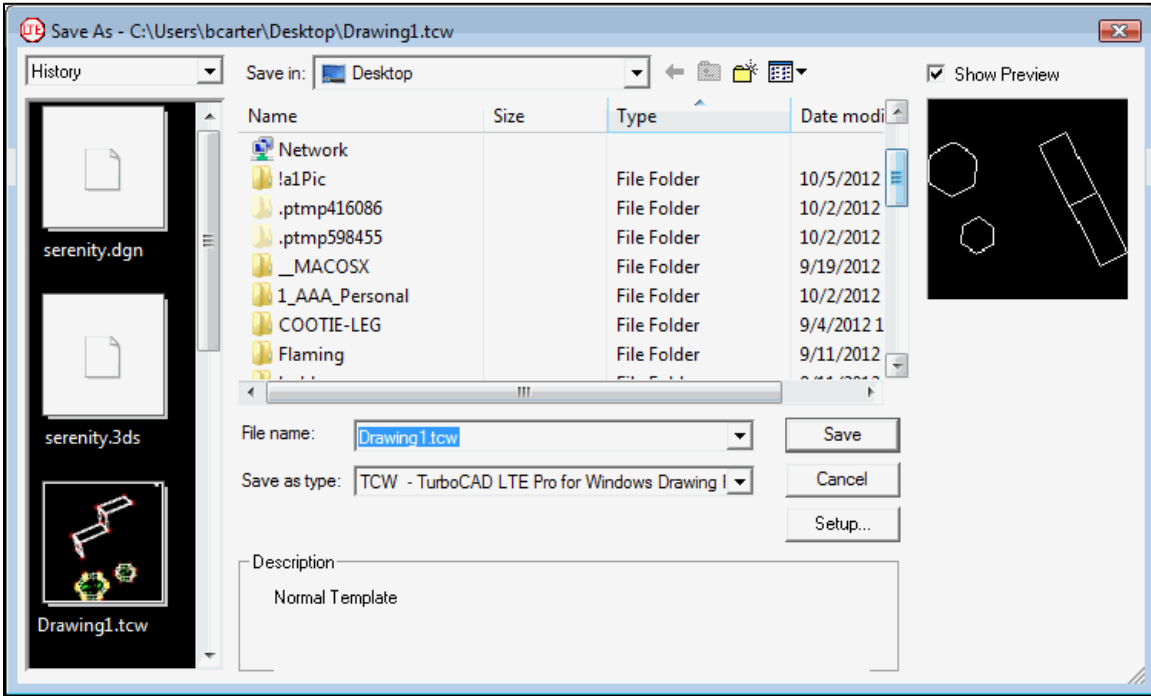 LTE Save As - C:\Users\bcarter\Desktop\Drawing1.tcw
History
Save in: Desktop
Show Preview
Name Size Type Date modi
Network
!a1Pic File Folder 10/5/2012
.ptmp416086 File Folder 10/2/2012
.ptmp598455 File Folder 10/2/2012
__MACOSX File Folder 9/19/2012
1_AAA_Personal File Folder 10/2/2012
COOTIE-LEG File Folder 9/4/2012 1
Flaming File Folder 9/11/2012
serenity.dgn
serenity.3ds
Drawing1.tcw
File name: Drawing1.tcw Save
Save as type: TCW - TurboCAD LTE Pro for Windows Drawing Cancel
Setup...
Description
Normal Template